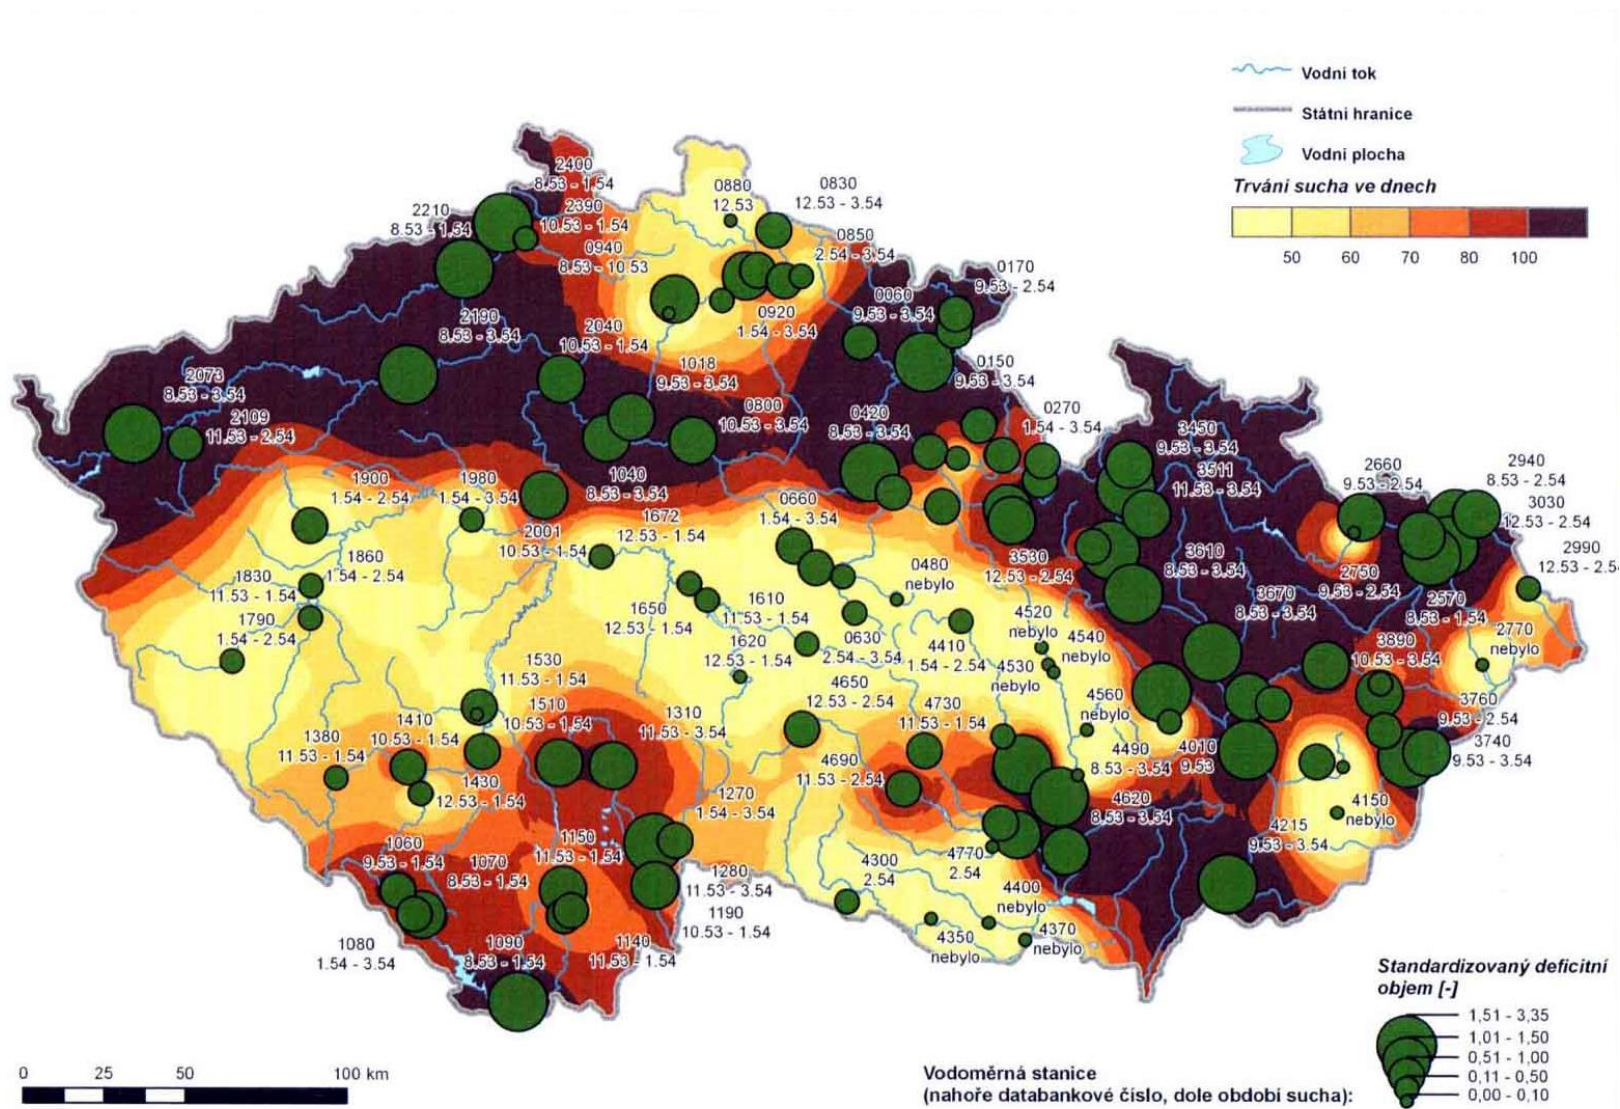 Vodní tok
Státní hranice
Vodní plocha
Trvání sucha ve dnech
50 60 70 80 100
2400
8.53 - 1.54
2390
10.53 - 1.54
0940
8.53 - 10.53
2210
8.53 - 1.54
0880
12.53
0830
12.53 - 3.54
0850
2.54 - 3.54
0170
9.53 - 2.54
0060
9.53 - 3.54
2190
8.53 - 3.54
2040
10.53 - 1.54
0920
1.54 - 3.54
1018
9.53 - 3.54
0150
9.53 - 3.54
2073
8.53 - 3.54
2109
11.53 - 2.54
0800
10.53 - 3.54
0420
8.53 - 3.54
0270
1.54 - 3.54
3450
9.53 - 3.54
3511
11.53 - 3.54
2660
9.53 - 2.54
2940
8.53 - 2.54
3030
12.53 - 2.54
2990
12.53 - 2.54
1900
1.54 - 2.54
1980
1.54 - 3.54
1040
8.53 - 3.54
1672
12.53 - 1.54
0660
1.54 - 3.54
2001
10.53 - 1.54
1860
1.54 - 2.54
1830
11.53 - 1.54
1790
1.54 - 2.54
0480
nebylo
3530
12.53 - 2.54
3610
8.53 - 3.54
3670
8.53 - 3.54
2750
9.53 - 2.54
2570
8.53 - 1.54
2770
nebylo
1650
12.53 - 1.54
1610
11.53 - 1.54
1620
12.53 - 1.54
0630
2.54 - 3.54
4410
1.54 - 2.54
4520
nebylo
4540
nebylo
4530
nebylo
3890
10.53 - 3.54
1530
11.53 - 1.54
1510
10.53 - 1.54
1310
11.53 - 3.54
4650
12.53 - 2.54
4730
11.53 - 1.54
4560
nebylo
3760
9.53 - 2.54
3740
9.53 - 3.54
1380
11.53 - 1.54
1410
10.53 - 1.54
1430
12.53 - 1.54
4690
11.53 - 2.54
4490
8.53 - 3.54
4010
9.53
1270
1.54 - 3.54
4620
8.53 - 3.54
4150
nebylo
4215
9.53 - 3.54
1060
9.53 - 1.54
1070
8.53 - 1.54
1150
11.53 - 1.54
1280
11.53 - 3.54
1190
10.53 - 1.54
4300
2.54
4770
2.54
4400
nebylo
1080
1.54 - 3.54
1090
8.53 - 1.54
1140
11.53 - 1.54
4350
nebylo
4370
nebylo
Standardizovaný deficitní
objem [-]
1,51 - 3,35
1,01 - 1,50
0,51 - 1,00
0,11 - 0,50
0,00 - 0,10
0 25 50 100 km
Vodoměrná stanice
(nahoře databankové číslo, dole období sucha):